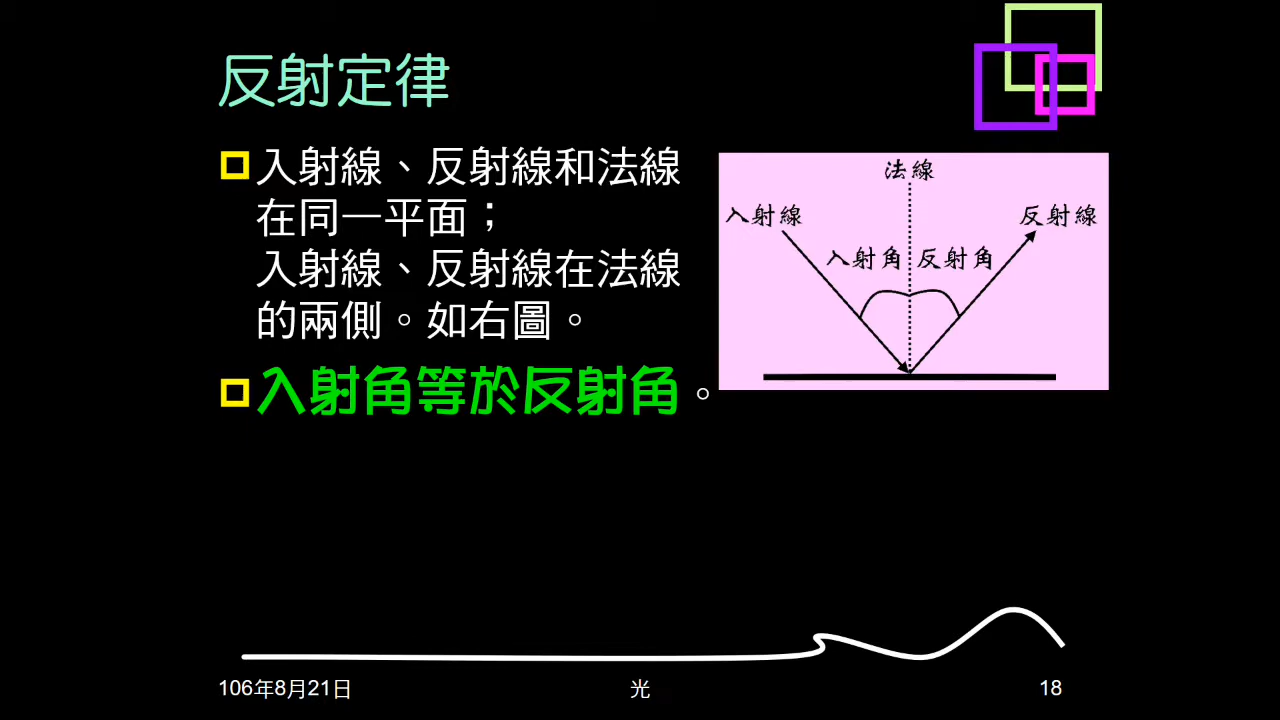 反射定律
入射線、反射線和法線
在同一平面；
入射線、反射線在法線
的兩側。如右圖。
入射角等於反射角。
法線
入射線
反射線
入射角
反射角
106年8月21日
光
18